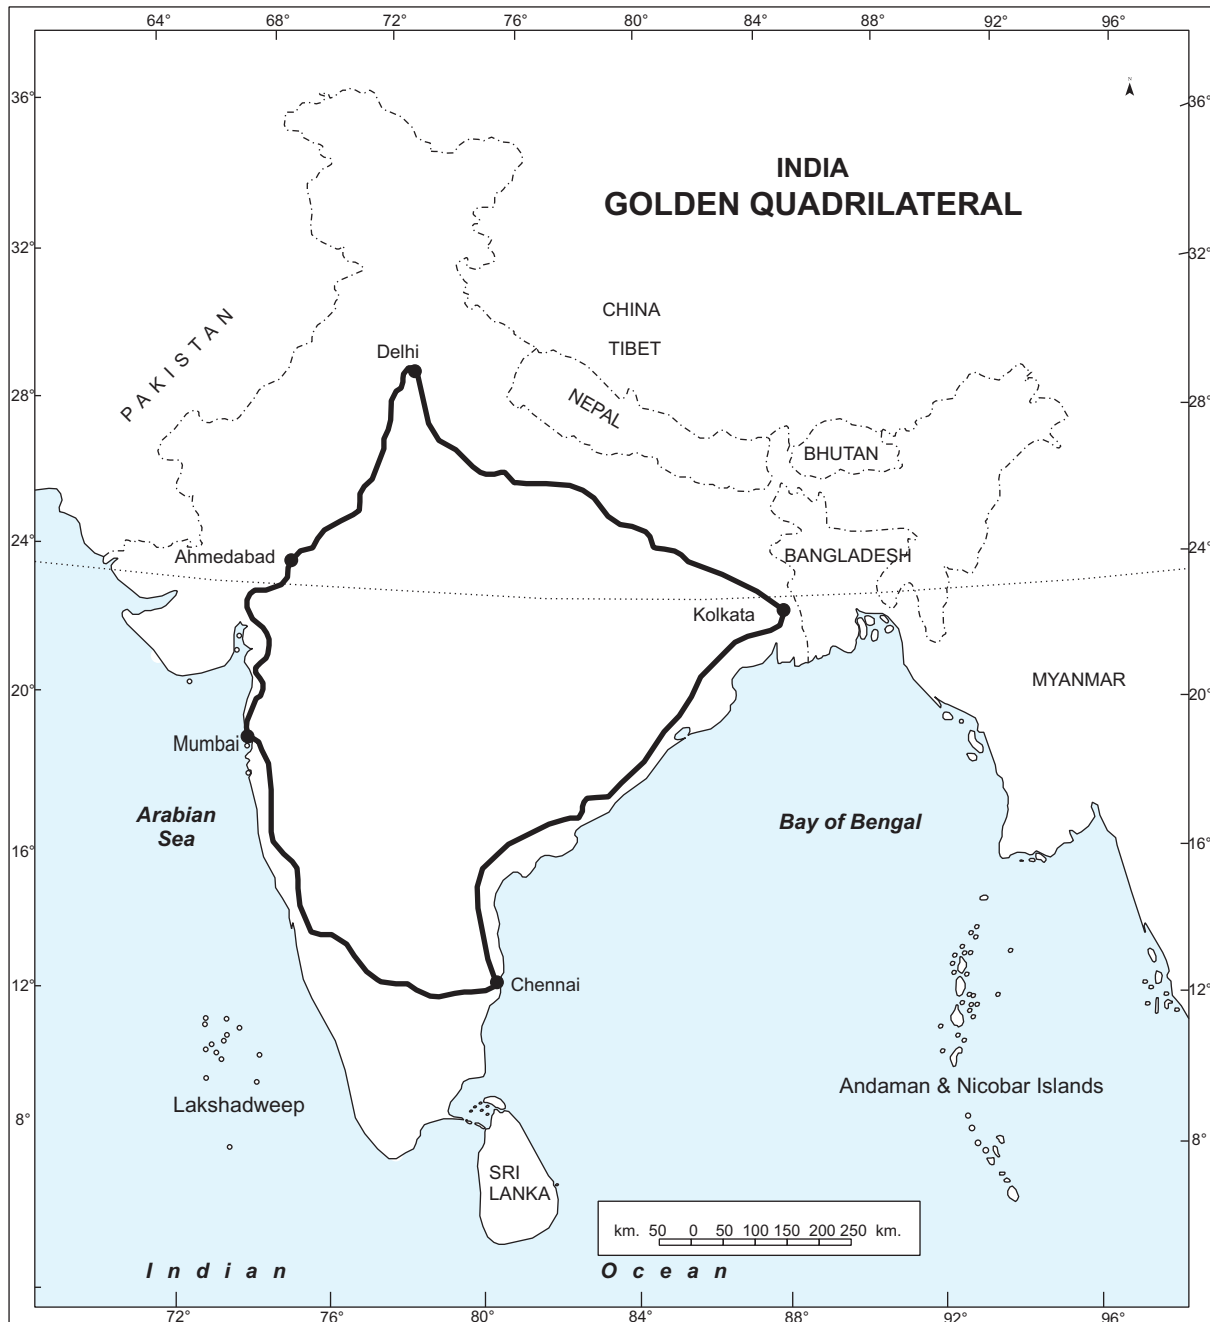 64° 68° 72° 76° 80° 84° 88° 92° 96°
N
36° 36°
INDIA
GOLDEN QUADRILATERAL
32° 32°
CHINA
PAKISTAN
TIBET
Delhi
28° 28°
NEPAL
BHUTAN
24° 24°
Ahmedabad
BANGLADESH
Kolkata
MYANMAR
20° 20°
Mumbai
Arabian
Sea
Bay of Bengal
16° 16°
Chennai
12° 12°
Andaman & Nicobar Islands
Lakshadweep
8° 8°
SRI
LANKA
km. 50 0 50 100 150 200 250 km.
Indian Ocean
72° 76° 80° 84° 88° 92° 96°